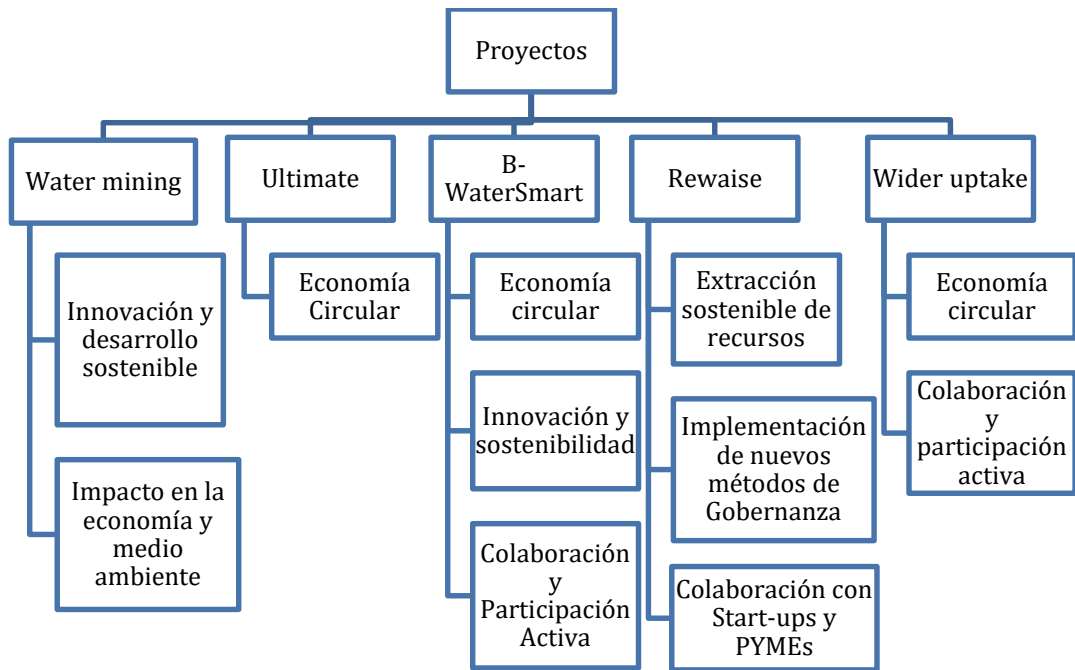 Proyectos
Water mining
Innovación y
desarrollo
sostenible
Impacto en la
economía y
medio
ambiente
Ultimate
Economía
Circular
B-
WaterSmart
Economía
circular
Innovación y
sostenibilidad
Colaboración
y
Participación
Activa
Rewaise
Extracción
sostenible de
recursos
Implementación
de nuevos
métodos de
Gobernanza
Colaboración con
Start-ups y
PYMEs
Wider uptake
Economía
circular
Colaboración
y
participación
activa